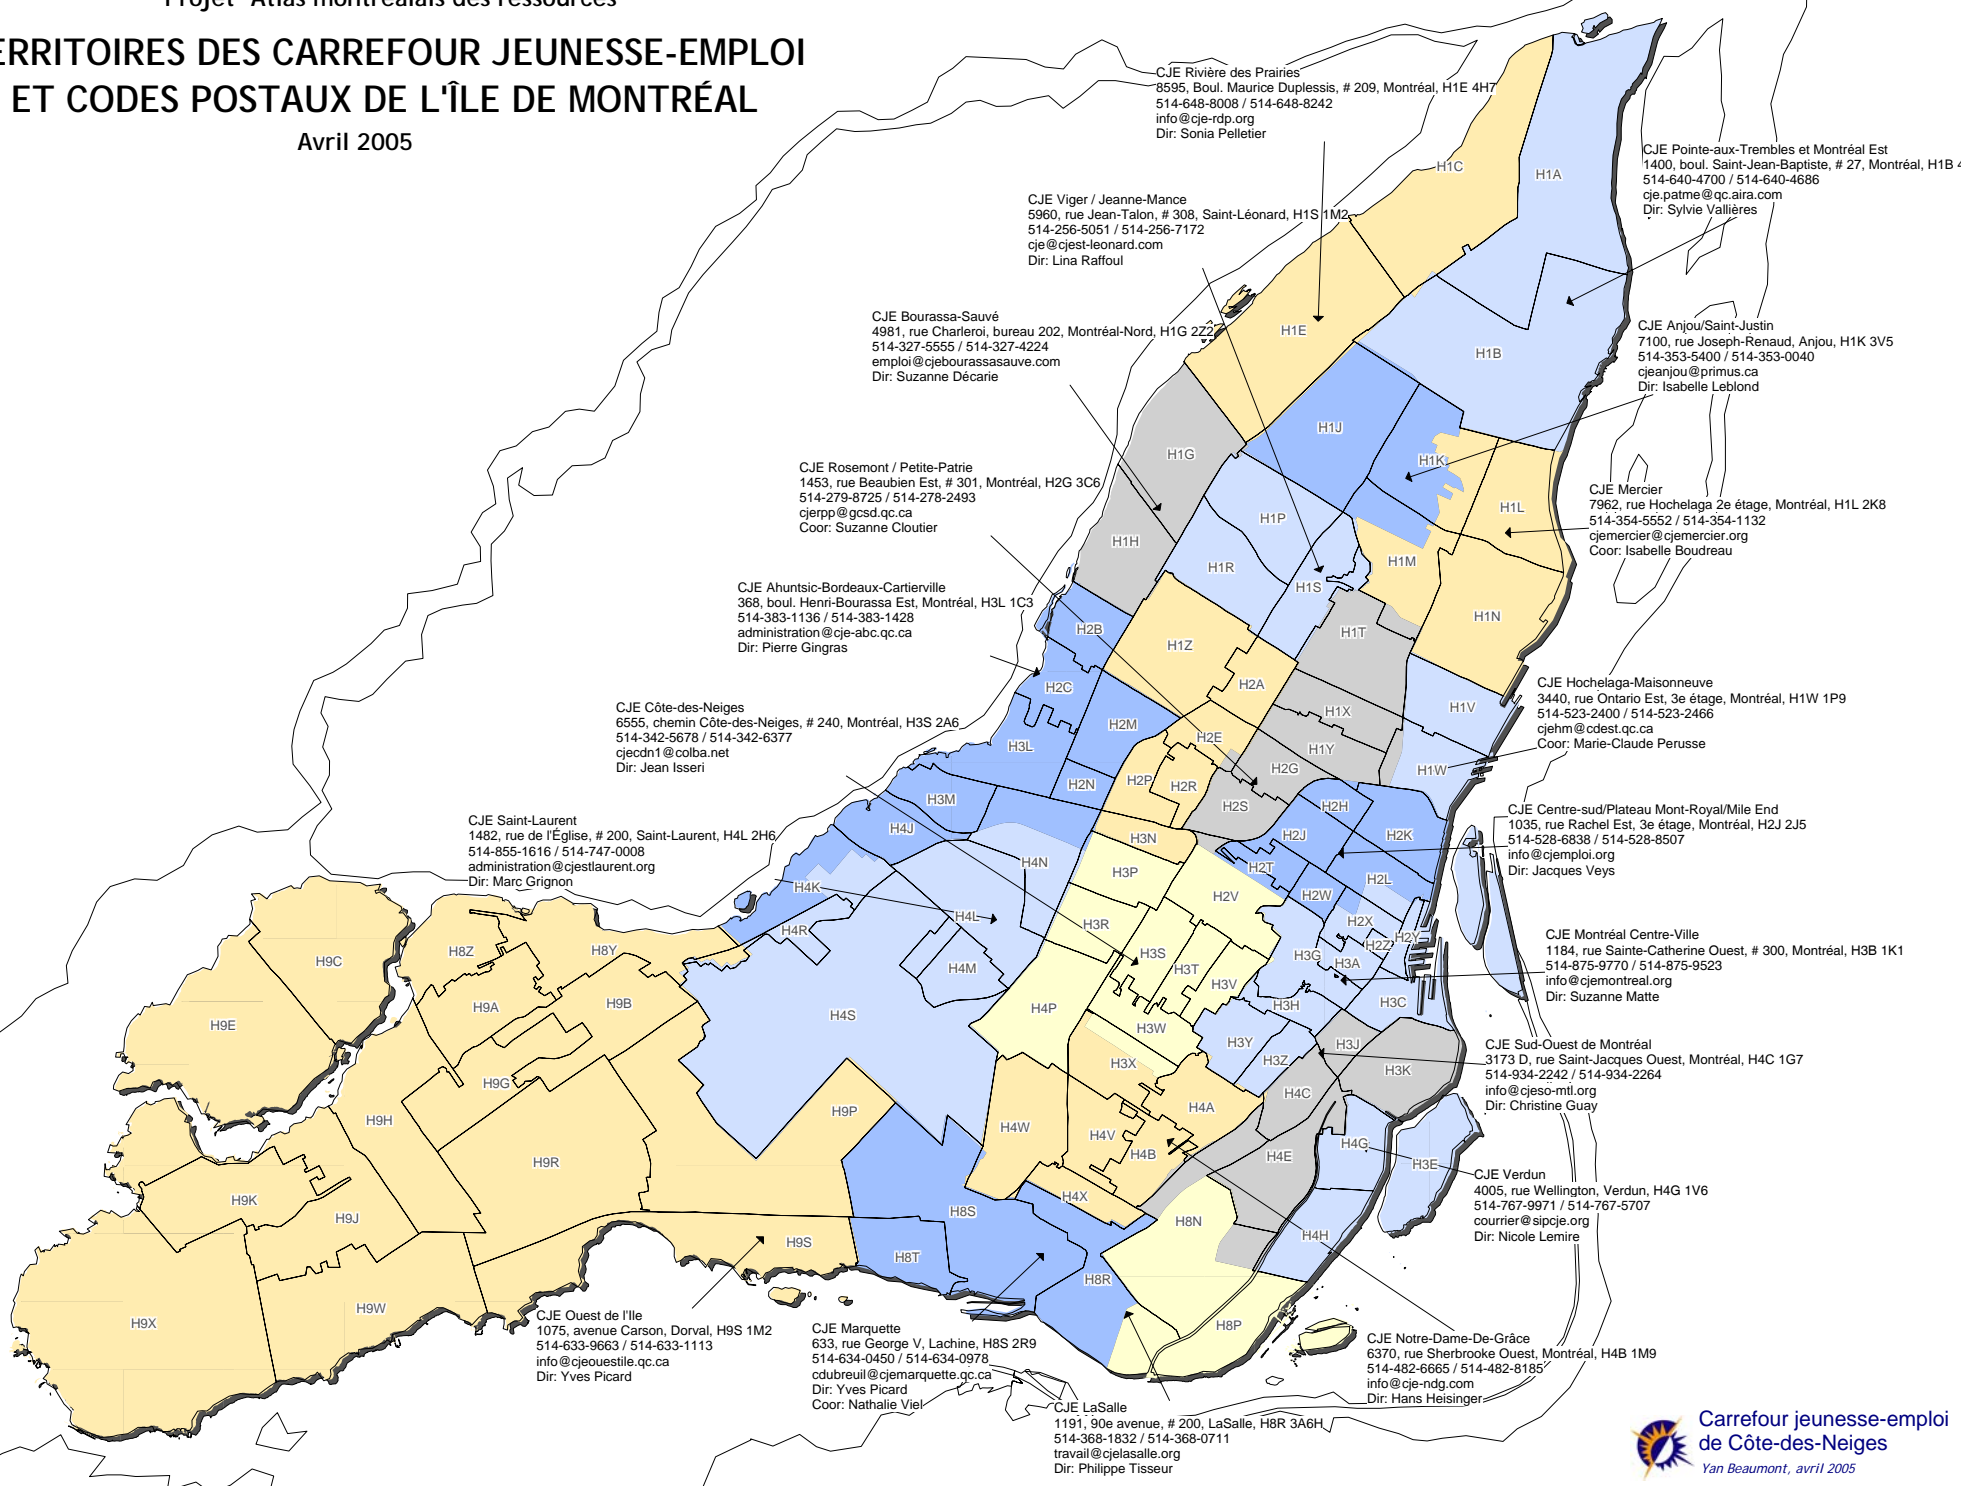 Projet "Atlas montréalais des ressources"
ERRITOIRES DES CARREFOUR JEUNESSE-EMPLOI
ET CODES POSTAUX DE L'ÎLE DE MONTRÉAL
Avril 2005
CJE Rivière des Prairies
8595, Boul. Maurice Duplessis, # 209, Montréal, H1E 4H7
514-648-8008 / 514-648-8242
info@cje-rdp.org
Dir: Sonia Pelletier
CJE Pointe-aux-Trembles et Montréal Est
1400, boul. Saint-Jean-Baptiste, # 27, Montréal, H1B 4
514-640-4700 / 514-640-4686
cje.patme@qc.aira.com
Dir: Sylvie Vallières
CJE Viger / Jeanne-Mance
5960, rue Jean-Talon, # 308, Saint-Léonard, H1S 1M2
514-256-5051 / 514-256-7172
cje@cjest-leonard.com
Dir: Lina Raffoul
CJE Bourassa-Sauvé
4981, rue Charleroi, bureau 202, Montréal-Nord, H1G 2Z2
514-327-5555 / 514-327-4224
emploi@cjebourassasauve.com
Dir: Suzanne Décarie
CJE Anjou/Saint-Justin
7100, rue Joseph-Renaud, Anjou, H1K 3V5
514-353-5400 / 514-353-0040
cjeanjou@primus.ca
Dir: Isabelle Leblond
CJE Rosemont / Petite-Patrie
1453, rue Beaubien Est, # 301, Montréal, H2G 3C6
514-279-8725 / 514-278-2493
cjerpp@gcsd.qc.ca
Coor: Suzanne Cloutier
CJE Mercier
7962, rue Hochelaga 2e étage, Montréal, H1L 2K8
514-354-5552 / 514-354-1132
cjemercier@cjemercier.org
Coor: Isabelle Boudreau
CJE Ahuntsic-Bordeaux-Cartierville
368, boul. Henri-Bourassa Est, Montréal, H3L 1C3
514-383-1136 / 514-383-1428
administration@cje-abc.qc.ca
Dir: Pierre Gingras
CJE Hochelaga-Maisonneuve
3440, rue Ontario Est, 3e étage, Montréal, H1W 1P9
514-523-2400 / 514-523-2466
cjehm@cdest.qc.ca
Coor: Marie-Claude Perusse
CJE Côte-des-Neiges
6555, chemin Côte-des-Neiges, # 240, Montréal, H3S 2A6
514-342-5678 / 514-342-6377
cjecdn1@colba.net
Dir: Jean Isseri
CJE Saint-Laurent
1482, rue de l'Église, # 200, Saint-Laurent, H4L 2H6
514-855-1616 / 514-747-0008
administration@cjestlaurent.org
Dir: Marc Grignon
CJE Centre-sud/Plateau Mont-Royal/Mile End
1035, rue Rachel Est, 3e étage, Montréal, H2J 2J5
514-528-6838 / 514-528-8507
info@cjemploi.org
Dir: Jacques Veys
CJE Montréal Centre-Ville
1184, rue Sainte-Catherine Ouest, # 300, Montréal, H3B 1K1
514-875-9770 / 514-875-9523
info@cjemontreal.org
Dir: Suzanne Matte
CJE Sud-Ouest de Montréal
3173 D, rue Saint-Jacques Ouest, Montréal, H4C 1G7
514-934-2242 / 514-934-2264
info@cjeso-mtl.org
Dir: Christine Guay
CJE Verdun
4005, rue Wellington, Verdun, H4G 1V6
514-767-9971 / 514-767-5707
courrier@sipcje.org
Dir: Nicole Lemire
CJE Ouest de l'Ile
1075, avenue Carson, Dorval, H9S 1M2
514-633-9663 / 514-633-1113
info@cjeouestile.qc.ca
Dir: Yves Picard
CJE Marquette
633, rue George V, Lachine, H8S 2R9
514-634-0450 / 514-634-0978
cdubreuil@cjemarquette.qc.ca
Dir: Yves Picard
Coor: Nathalie Viel
CJE Notre-Dame-De-Grâce
6370, rue Sherbrooke Ouest, Montréal, H4B 1M9
514-482-6665 / 514-482-8185
info@cje-ndg.com
Dir: Hans Heisinger
CJE LaSalle
1191, 90e avenue, # 200, LaSalle, H8R 3A6H
514-368-1832 / 514-368-0711
travail@cjelasalle.org
Dir: Philippe Tisseur
H1C
H1A
H1E
H1B
H1J
H1G
H1K
H1L
H1P
H1H
H1M
H1R
H1S
H1N
H1T
H2B
H1Z
H2A
H2C
H1V
H1X
H2M
H2E
H3L
H1Y
H2G
H1W
H2P
H2R
H2N
H3M
H2S
H2H
H4J
H2J
H2K
H3N
H4N
H3P
H2T
H2L
H4K
H2W
H2V
H4L
H2X
H3R
H4R
H2Y
H2Z
H8Z
H8Y
H3S
H3G
H9C
H3A
H4M
H3T
H3V
H9A
H9B
H3C
H4P
H3H
H4S
H9E
H3W
H3Y
H3J
H3Z
H3X
H3K
H9G
H4C
H4A
H9P
H9H
H4W
H4V
H4G
H4B
H4E
H9R
H3E
H4X
H9K
H8S
H9J
H8N
H4H
H9S
H8T
H8R
H9W
H9X
H8P
Carrefour jeunesse-emploi
de Côte-des-Neiges
Yan Beaumont, avril 2005